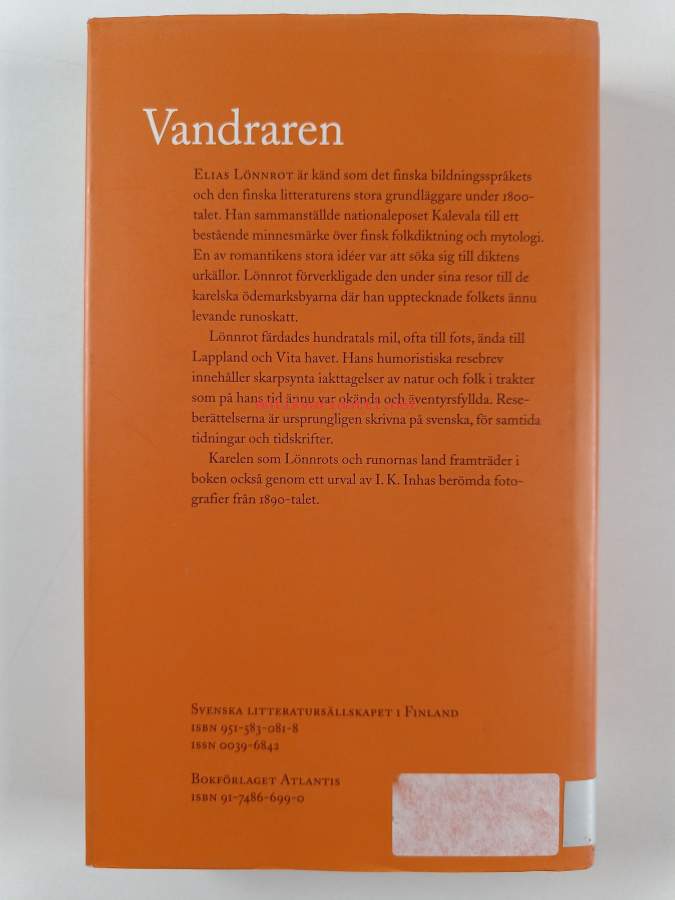 Vandraren
ELIAS LÖNNROT är känd som det finska bildningsspråkets
och den finska litteraturens stora grundläggare under 1800-
talet. Han sammanställde nationaleposet Kalevala till ett
bestående minnesmärke över finsk folkdiktning och mytologi.
En av romantikens stora idéer var att söka sig till diktens
urkällor. Lönnrot förverkligade den under sina resor till de
karelska ödemarksbyarna där han upptecknade folkets ännu
levande runoskatt.
Lönnrot färdades hundratals mil, ofta till fots, ända till
Lappland och Vita havet. Hans humoristiska resebrev
innehåller skarpsynta iakttagelser av natur och folk i trakter
som på hans tid ännu var okända och äventyrsfyllda. Rese-
berättelserna är ursprungligen skrivna på svenska, för samtida
tidningar och tidskrifter.
Karelen som Lönnrots och runornas land framträder i
boken också genom ett urval av I. K. Inhas berömda foto-
grafier från 1890-talet.
SVENSKA LITTERATURSÄLLSKAPET I FINLAND
ISBN 951-583-081-8
ISSN 0039-6842
BOKFÖRLAGET ATLANTIS
ISBN 91-7486-699-0